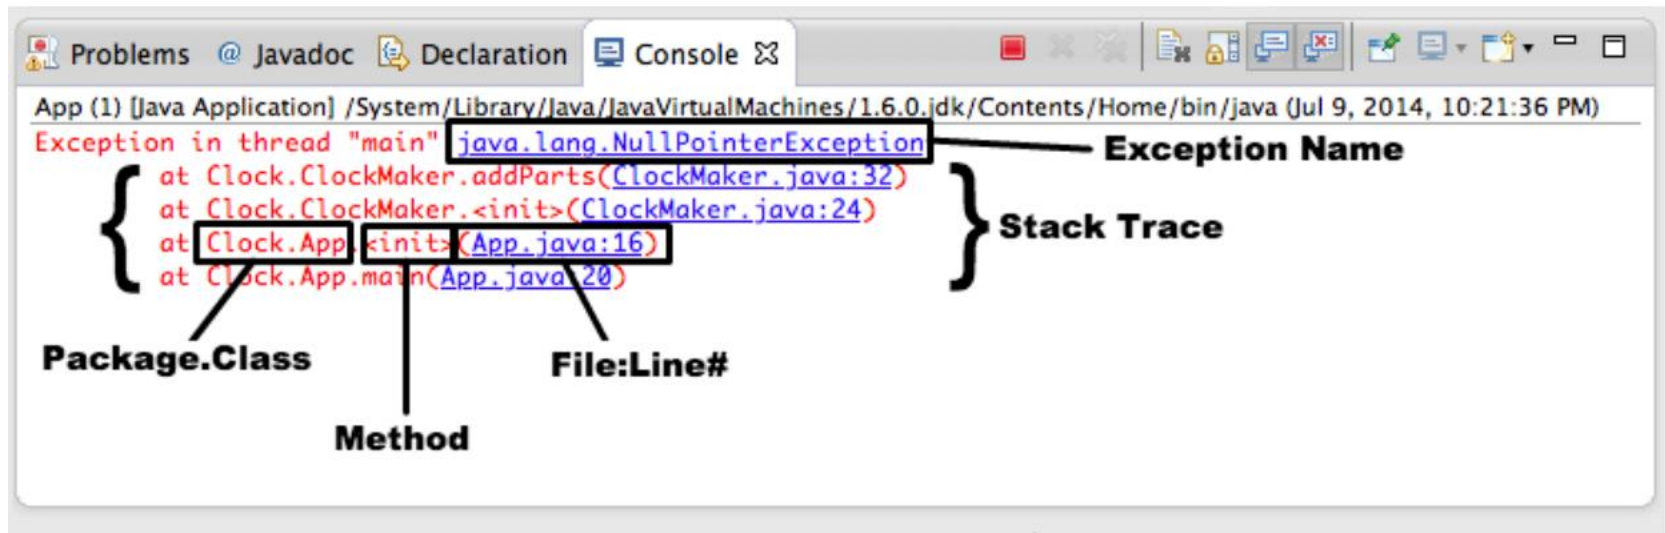 Problems @ Javadoc Declaration Console
App (1) [Java Application] /System/Library/Java/JavaVirtualMachines/1.6.0.jdk/Contents/Home/bin/java (Jul 9, 2014, 10:21:36 PM)
Exception in thread "main" java.lang.NullPointerException
Exception Name
at Clock.ClockMaker.addParts(ClockMaker.java:32)
at Clock.ClockMaker.<init>(ClockMaker.java:24)
Stack Trace
at Clock.App.<init>(App.java:16)
at Clock.App.main(App.java:20)
Package.Class
File:Line#
Method